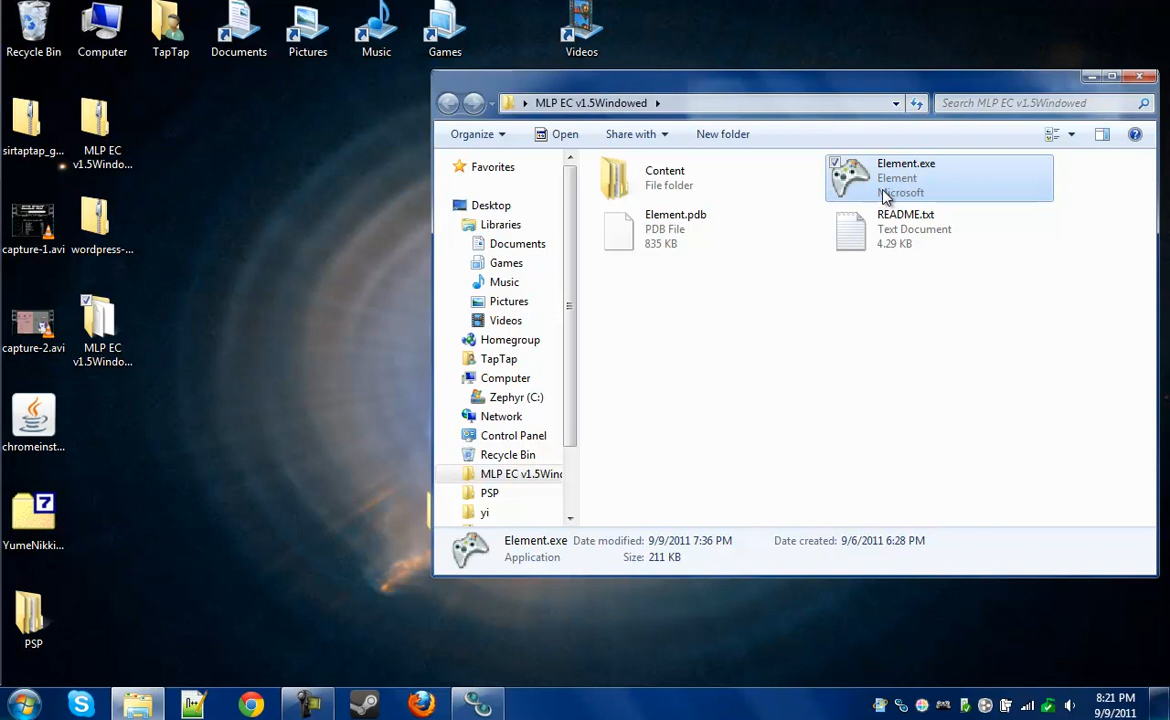 Recycle Bin
Computer
TapTap
Documents
Pictures
Music
Games
Videos
sirtaptap_g...
MLP EC
v1.5Windo...
capture-1.avi
wordpress-...
capture-2.avi
MLP EC
v1.5Windo...
chromeinst...
7
YumeNikki...
PSP
MLP EC v1.5Windowed
Search MLP EC v1.5Windowed
Organize
Open
Share with
New folder
Favorites
Desktop
Libraries
Documents
Games
Music
Pictures
Videos
Homegroup
TapTap
Computer
Zephyr (C:)
Network
Control Panel
Recycle Bin
MLP EC v1.5Wind
PSP
yi
Content
File folder
Element.exe
Element
Microsoft
Element.pdb
PDB File
835 KB
README.txt
Text Document
4.29 KB
Element.exe Date modified: 9/9/2011 7:36 PM Date created: 9/6/2011 6:28 PM
Application Size: 211 KB
8:21 PM
9/9/2011